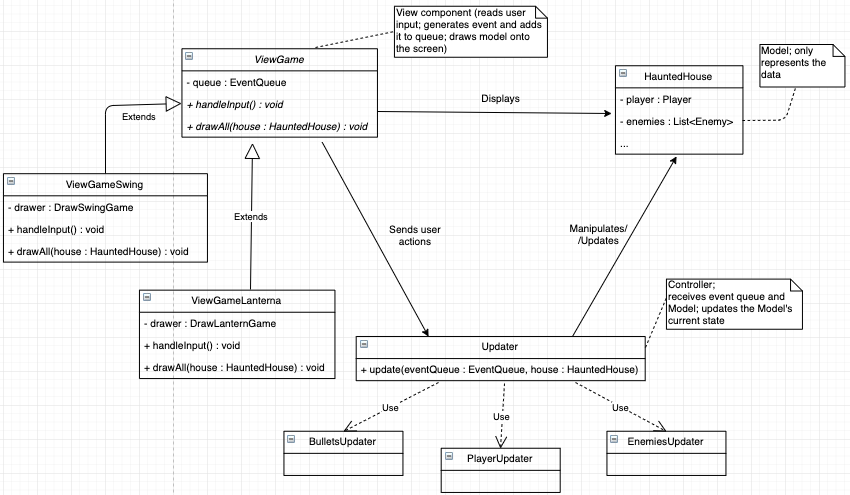 View component (reads user
input; generates event and adds
it to queue; draws model onto
the screen)
ViewGame
- queue : EventQueue
+ handleInput() : void
+ drawAll(house : HauntedHouse) : void
Displays
HauntedHouse
- player : Player
- enemies : List<Enemy>
...
Model; only
represents the
data
Extends
ViewGameSwing
- drawer : DrawSwingGame
+ handleInput() : void
+ drawAll(house : HauntedHouse) : void
Extends
Sends user
actions
Manipulates/
/Updates
ViewGameLanterna
- drawer : DrawLanternGame
+ handleInput() : void
+ drawAll(house : HauntedHouse) : void
Controller;
receives event queue and
Model; updates the Model's
current state
Updater
+ update(eventQueue : EventQueue, house : HauntedHouse)
Use
Use
Use
BulletsUpdater
PlayerUpdater
EnemiesUpdater